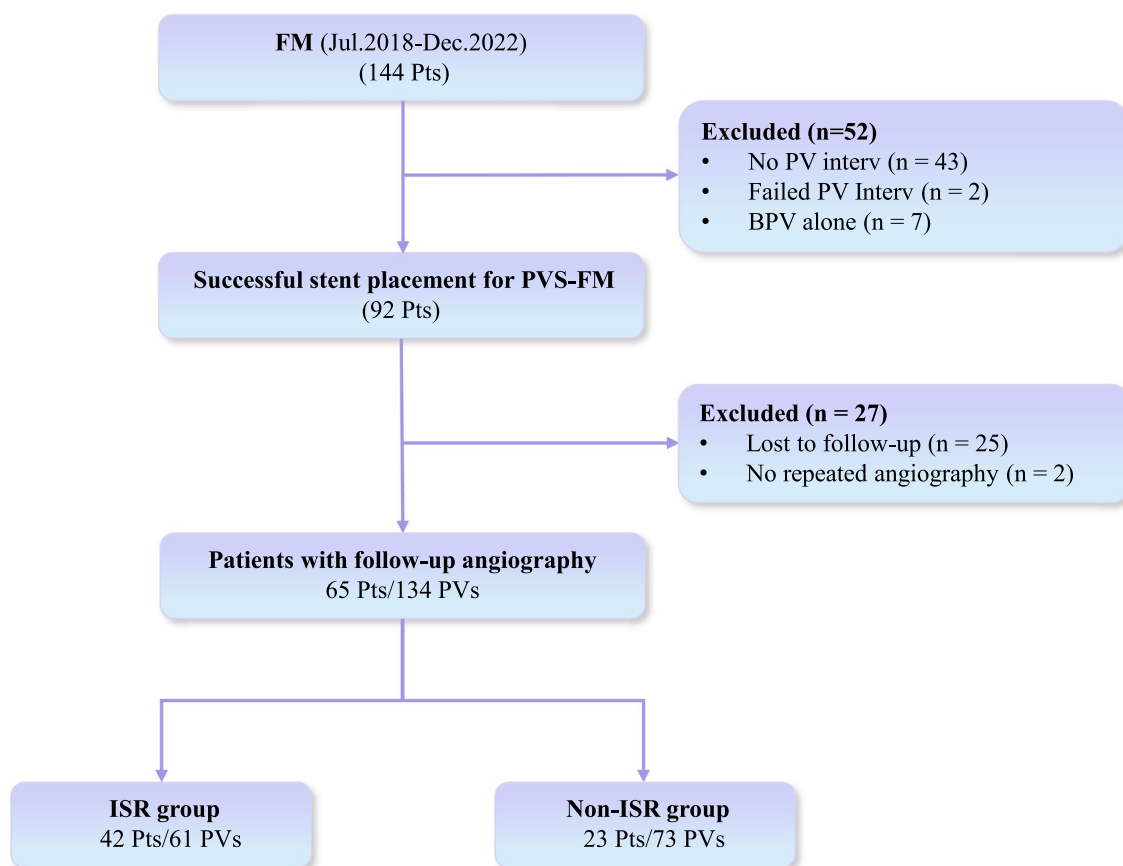 FM (Jul.2018-Dec.2022)
(144 Pts)
Excluded (n=52)
• No PV interv (n = 43)
• Failed PV Interv (n = 2)
• BPV alone (n = 7)
Successful stent placement for PVS-FM
(92 Pts)
Excluded (n = 27)
• Lost to follow-up (n = 25)
• No repeated angiography (n = 2)
Patients with follow-up angiography
65 Pts/134 PVs
ISR group
42 Pts/61 PVs
Non-ISR group
23 Pts/73 PVs